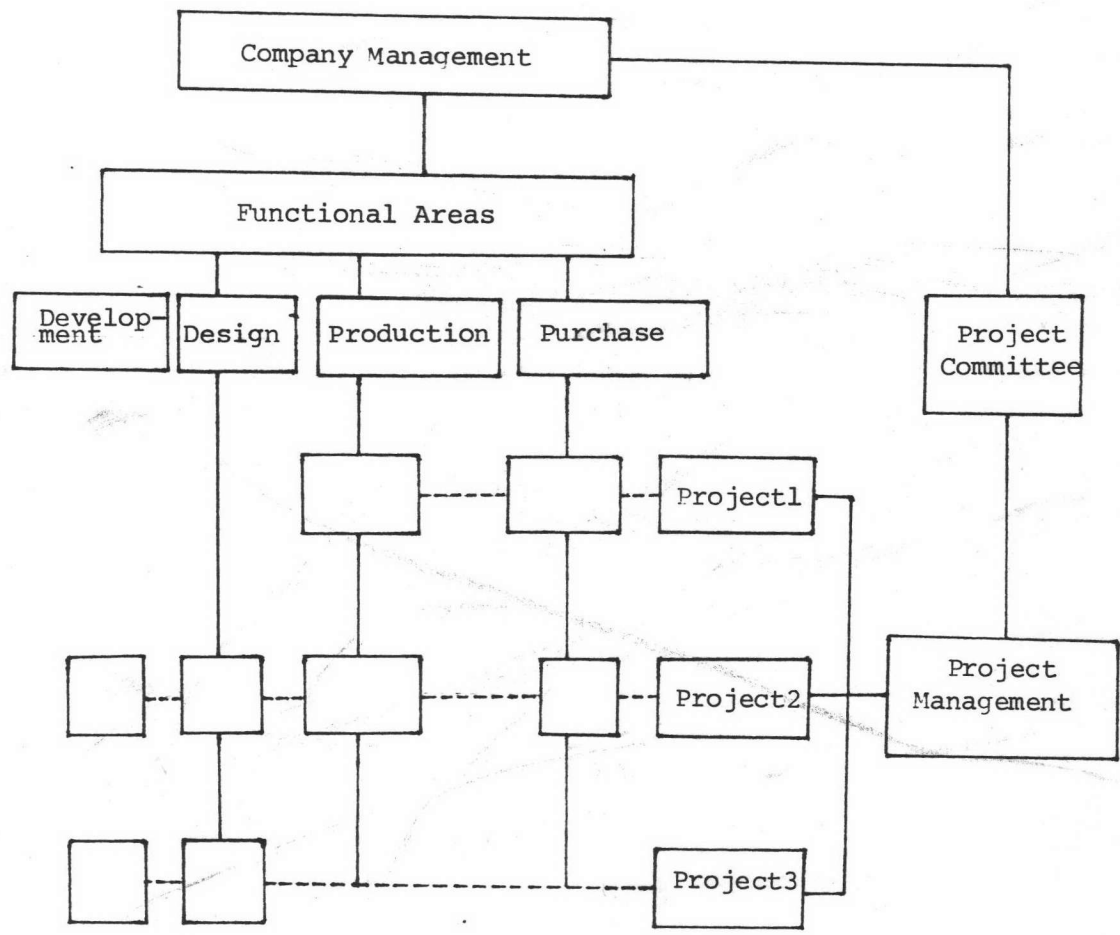 Company Management
Functional Areas
Develop-
ment
Design
Production
Purchase
Project
Committee
Project1
Project2
Project
Management
Project3